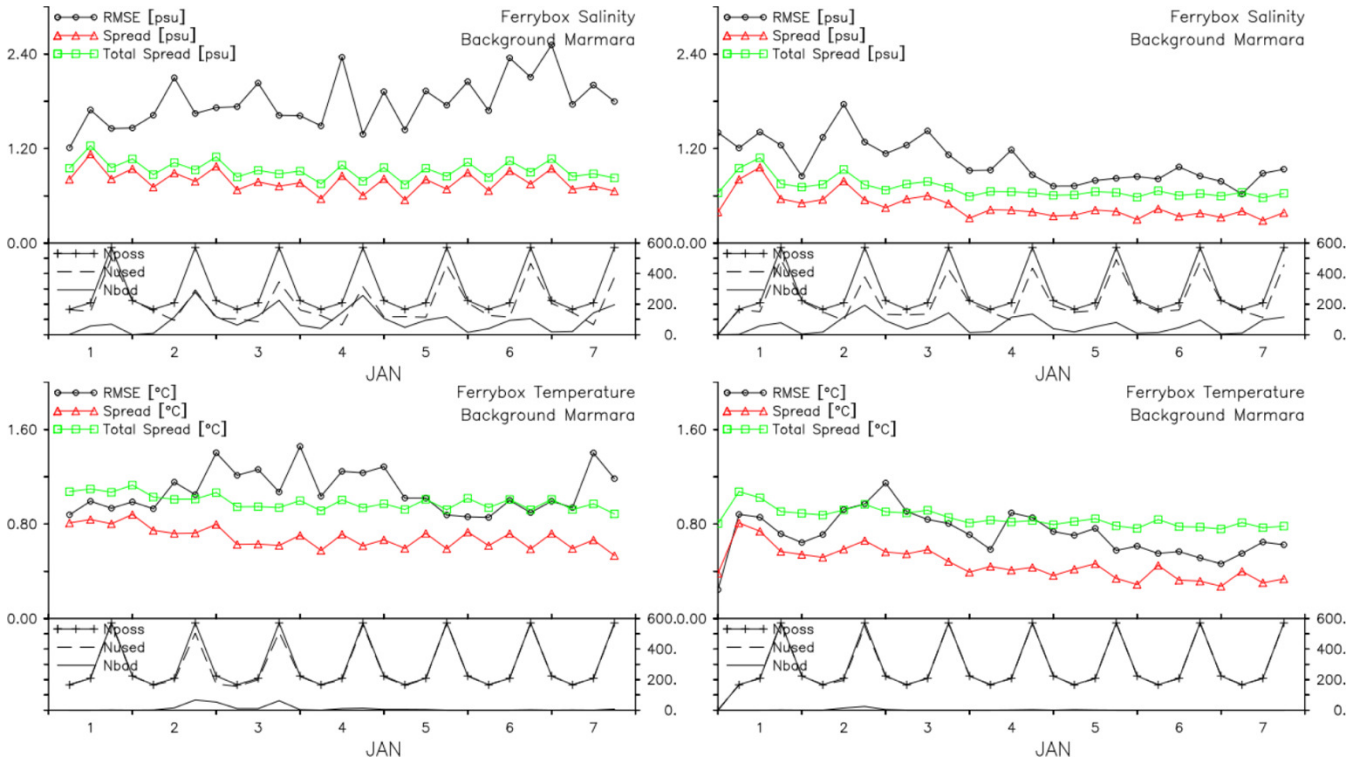 RMSE [psu]
Spread [psu]
Total Spread [psu]
Ferrybox Salinity
Background Marmara
2.40
1.20
0.00
Nposs
Nused
Nbad
600.
400.
200.
0.
1 2 3 4 5 6 7
JAN
RMSE [psu]
Spread [psu]
Total Spread [psu]
Ferrybox Salinity
Background Marmara
2.40
1.20
0.00
Nposs
Nused
Nbad
600.
400.
200.
0.
1 2 3 4 5 6 7
JAN
RMSE [°C]
Spread [°C]
Total Spread [°C]
Ferrybox Temperature
Background Marmara
1.60
0.80
0.00
Nposs
Nused
Nbad
600.
400.
200.
0.
1 2 3 4 5 6 7
JAN
RMSE [°C]
Spread [°C]
Total Spread [°C]
Ferrybox Temperature
Background Marmara
1.60
0.80
0.00
Nposs
Nused
Nbad
600.
400.
200.
0.
1 2 3 4 5 6 7
JAN